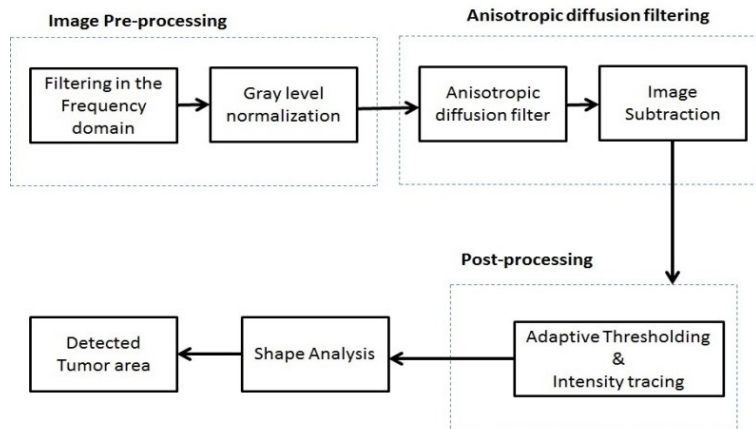 Image Pre-processing
Anisotropic diffusion filtering
Filtering in the
Frequency
domain
Gray level
normalization
Anisotropic
diffusion filter
Image
Subtraction
Post-processing
Adaptive Thresholding
&
Intensity tracing
Shape Analysis
Detected
Tumor area